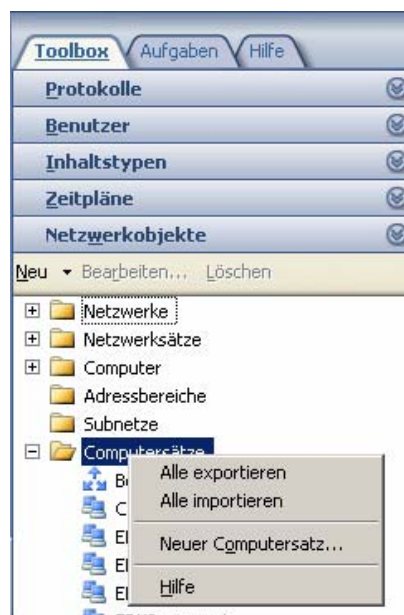 Toolbox Aufgaben Hilfe
Protokolle
Benutzer
Inhaltstypen
Zeitpläne
Netzwerkobjekte
Neu Bearbeiten... Löschen
Netzwerke
Netzwerksätze
Computer
Adressbereiche
Subnetze
Computersätze
Alle exportieren
Alle importieren
Neuer Computersatz...
Hilfe